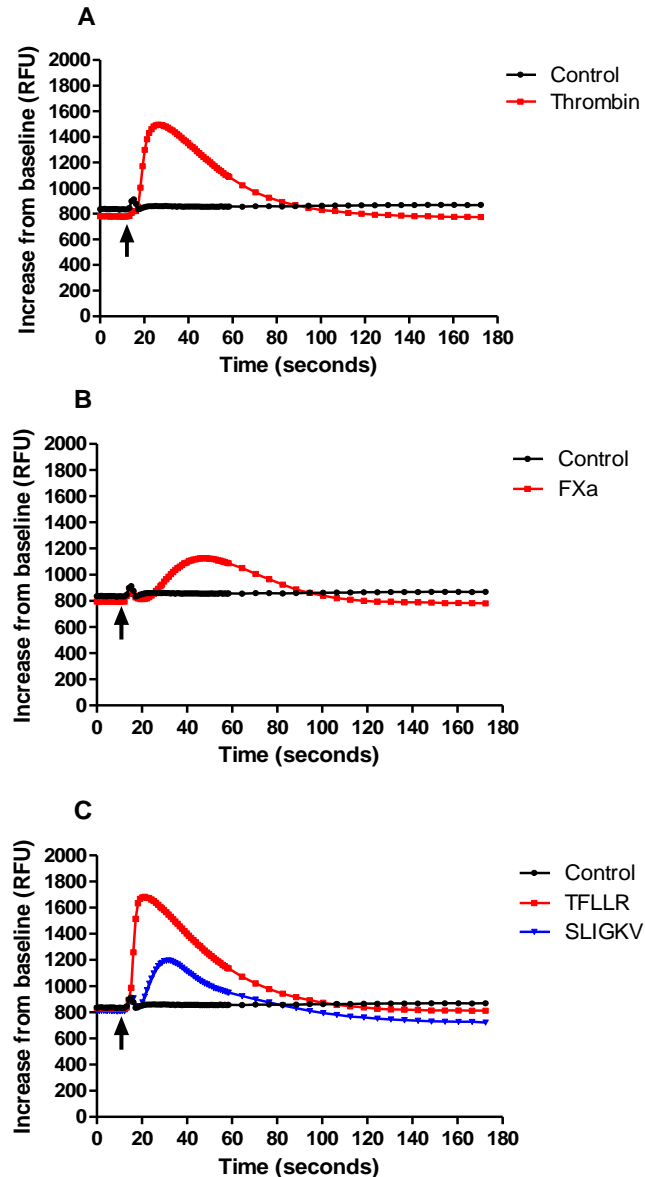 A
Increase from baseline (RFU)
2000
1800
1600
1400
1200
1000
800
600
400
200
0
0 20 40 60 80 100 120 140 160 180
Time (seconds)
Control
Thrombin
B
Increase from baseline (RFU)
2000
1800
1600
1400
1200
1000
800
600
400
200
0
0 20 40 60 80 100 120 140 160 180
Time (seconds)
Control
FXa
C
Increase from baseline (RFU)
2000
1800
1600
1400
1200
1000
800
600
400
200
0
0 20 40 60 80 100 120 140 160 180
Time (seconds)
Control
TFLLR
SLIGKV